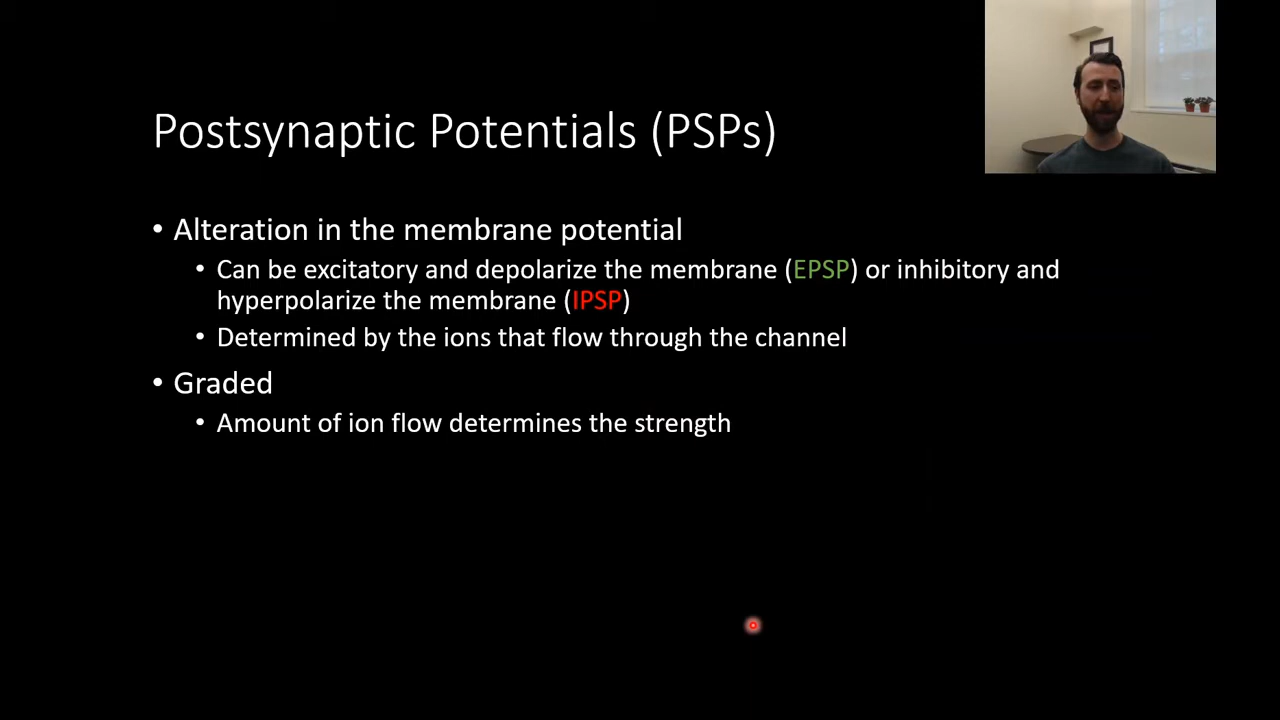 Postsynaptic Potentials (PSPs)
• Alteration in the membrane potential
• Can be excitatory and depolarize the membrane (EPSP) or inhibitory and
hyperpolarize the membrane (IPSP)
• Determined by the ions that flow through the channel
• Graded
• Amount of ion flow determines the strength